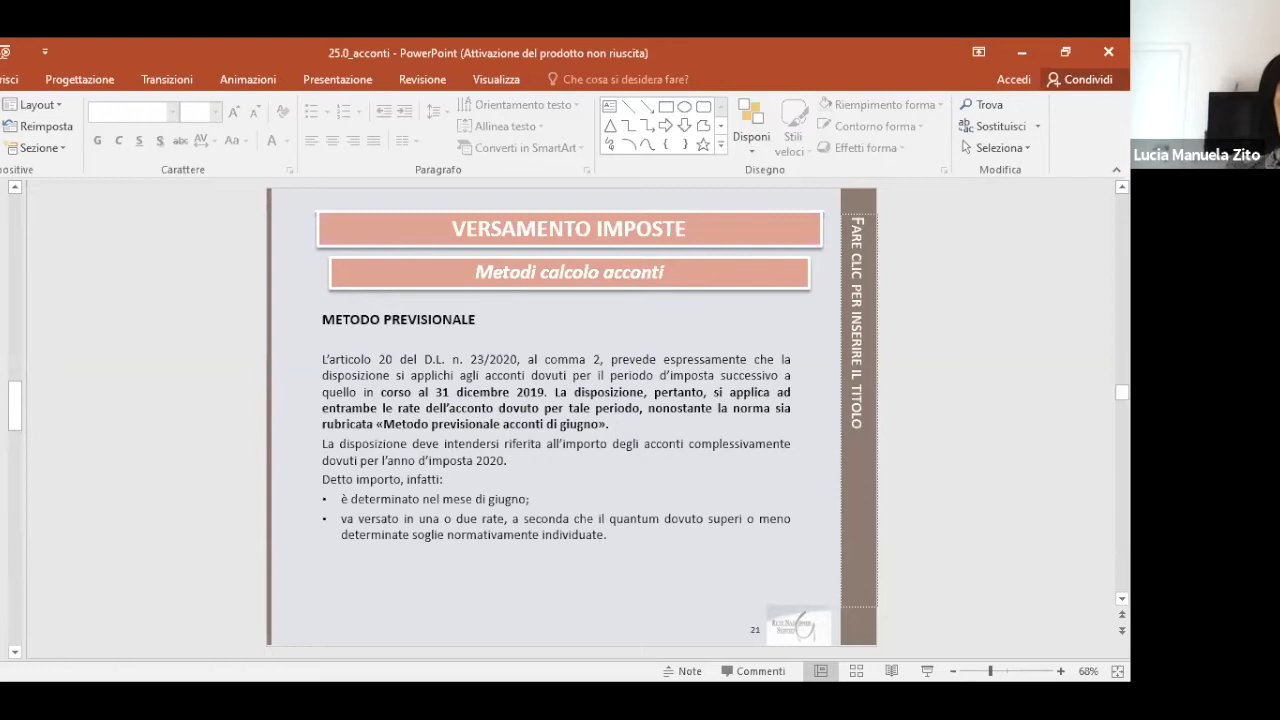 25.0_acconti - PowerPoint (Attivazione del prodotto non riuscita)
Progettazione Transizioni Animazioni Presentazione Revisione Visualizza Che cosa si desidera fare? Accedi Condividi
Layout
Reimposta
Sezione
Carattere
Orientamento testo
Allinea testo
Converti in SmartArt
Paragrafo
Disponi
Stili veloci
Riempimento forma
Contorno forma
Effetti forma
Disegno
Trova
Sostituisci
Seleziona
Modifica
Lucia Manuela Zito
VERSAMENTO IMPOSTE
Metodi calcolo acconti
METODO PREVISIONALE
L'articolo 20 del D.L. n. 23/2020, al comma 2, prevede espressamente che la
disposizione si applichi agli acconti dovuti per il periodo d'imposta successivo a
quello in corso al 31 dicembre 2019. La disposizione, pertanto, si applica ad
entrambe le rate dell'acconto dovuto per tale periodo, nonostante la norma sia
rubricata «Metodo previsionale acconti di giugno».
La disposizione deve intendersi riferita all'importo degli acconti complessivamente
dovuti per l'anno d'imposta 2020.
Detto importo, infatti:
• è determinato nel mese di giugno;
• va versato in una o due rate, a seconda che il quantum dovuto superi o meno
determinate soglie normativamente individuate.
21
FARE CLIC PER INSERIRE IL TITOLO
Note Commenti 68%